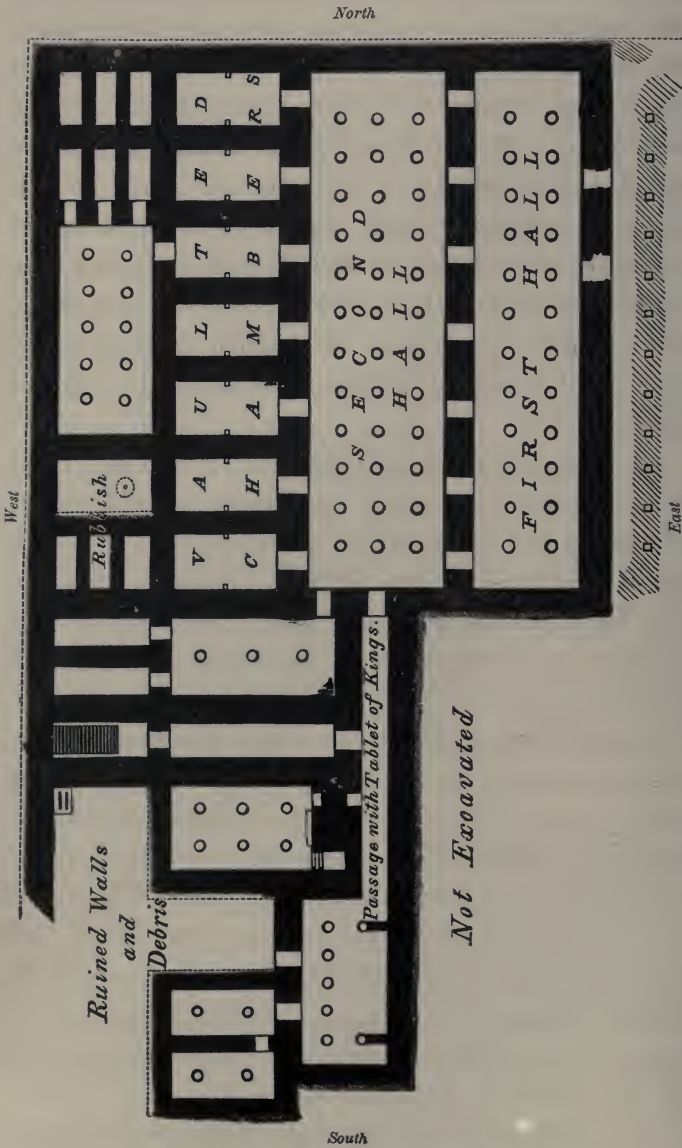 North
West
VAULTED
CHAMBERS
SECOND
HALL
FIRST HALL
Rubbish
East
Passage with Tablet of Kings.
Ruined Walls
and
Debris
Not Excavated
South